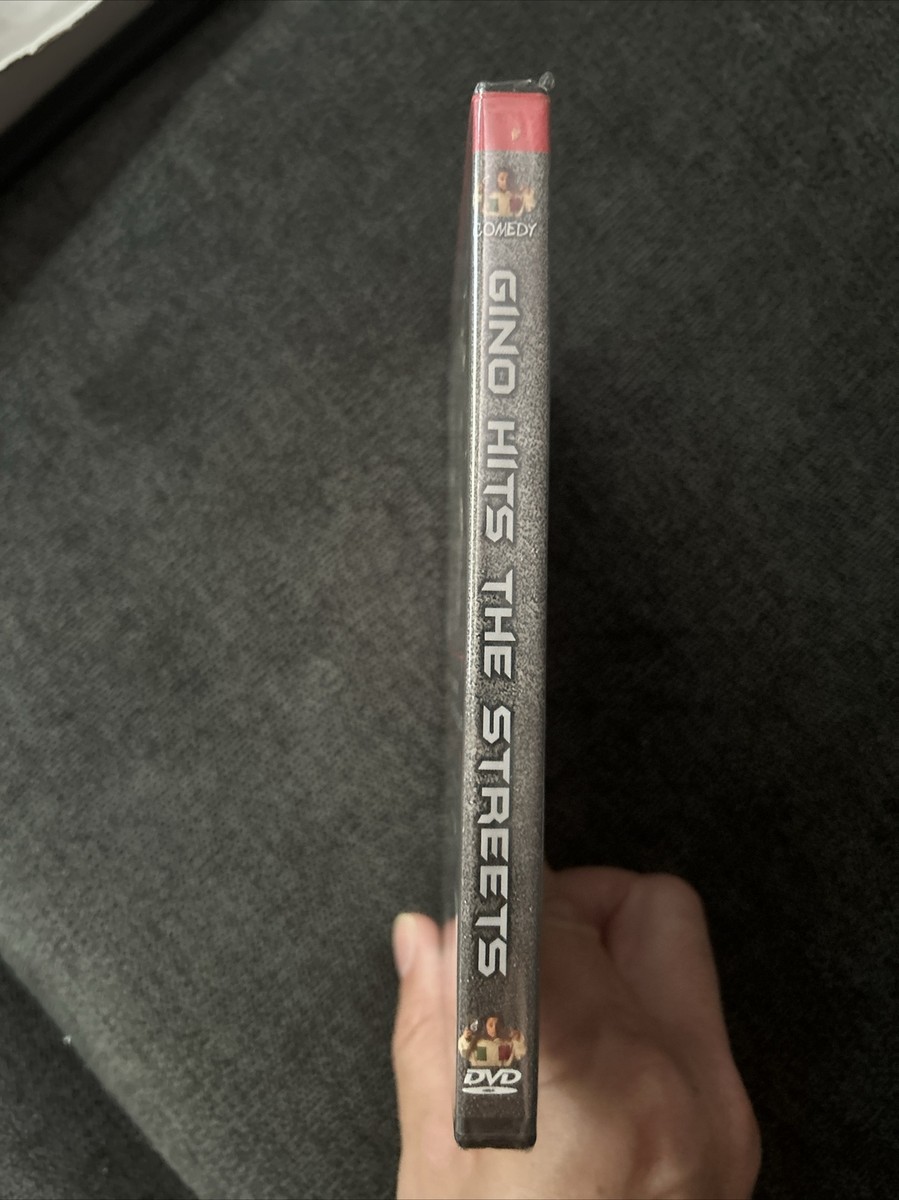 COMEDY
GINO HITS THE STREETS
DVD